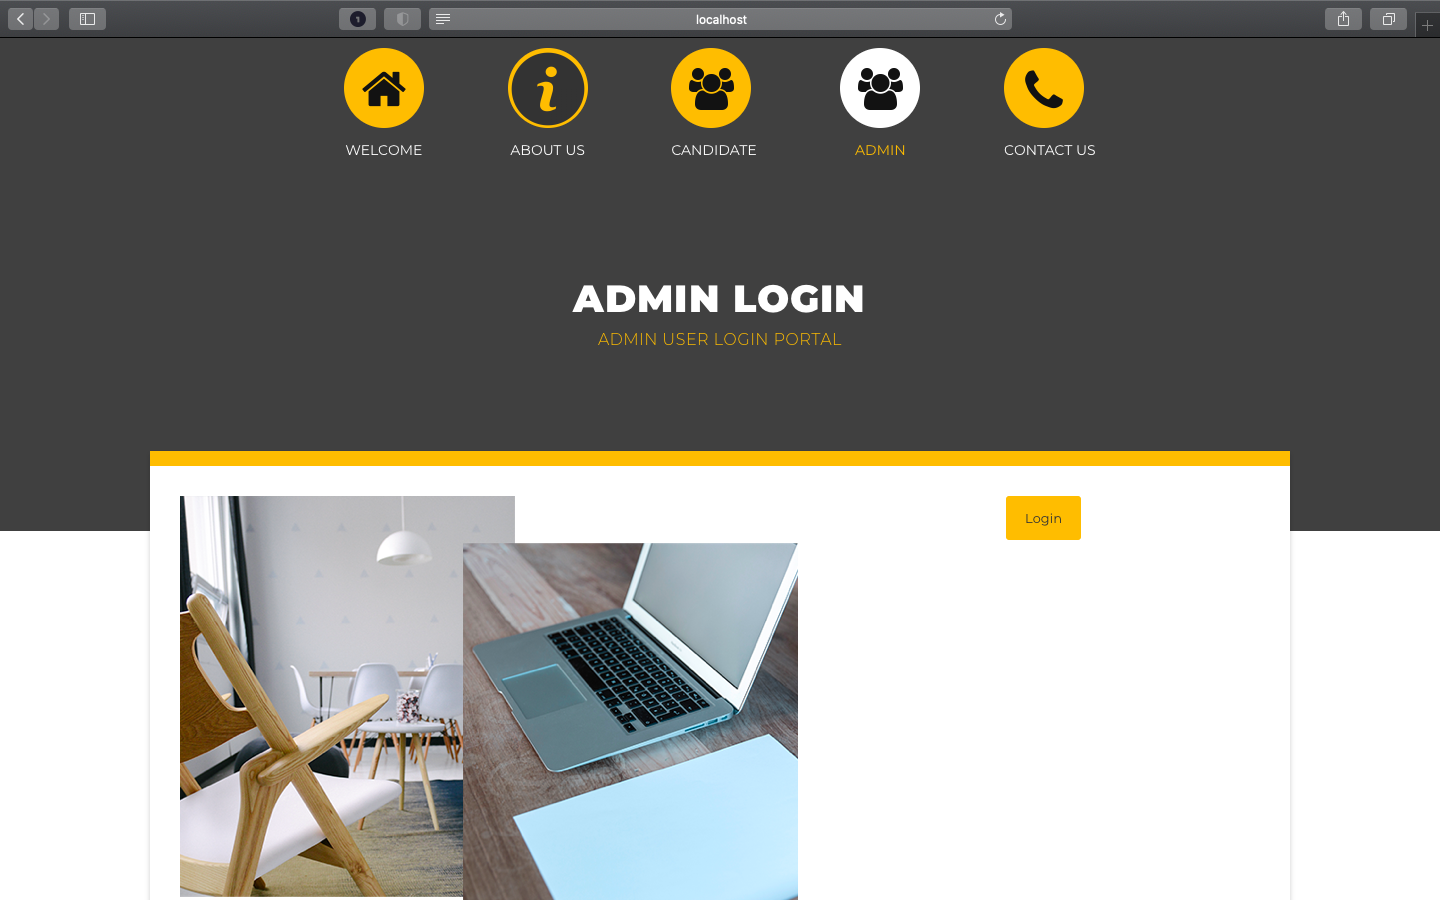 localhost
WELCOME
ABOUT US
CANDIDATE
ADMIN
CONTACT US
ADMIN LOGIN
ADMIN USER LOGIN PORTAL
Login